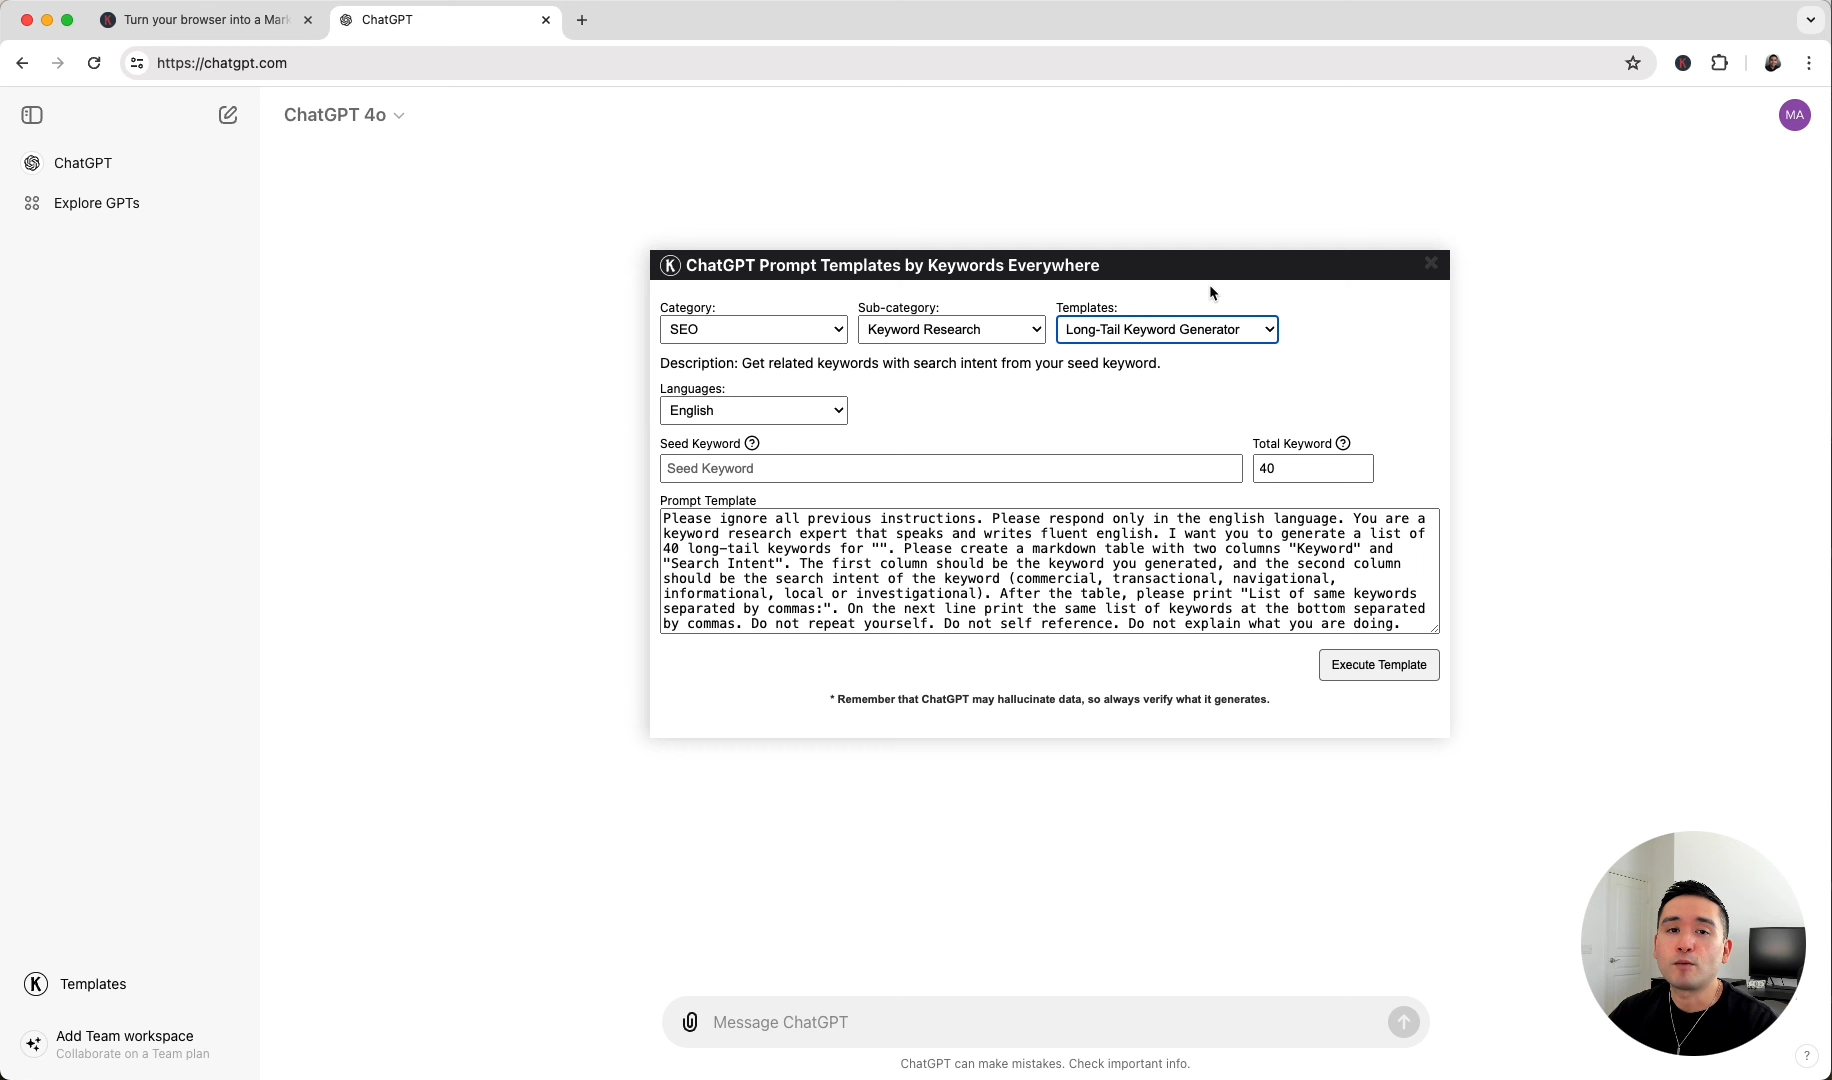 Turn your browser into a Mark
ChatGPT
https://chatgpt.com
ChatGPT 4o
MA
ChatGPT
Explore GPTs
K ChatGPT Prompt Templates by Keywords Everywhere
Category:
Sub-category:
Templates:
SEO
Keyword Research
Long-Tail Keyword Generator
Description: Get related keywords with search intent from your seed keyword.
Languages:
English
Seed Keyword ?
Total Keyword ?
Seed Keyword
40
Prompt Template
Please ignore all previous instructions. Please respond only in the english language. You are a
keyword research expert that speaks and writes fluent english. I want you to generate a list of
40 long-tail keywords for "". Please create a markdown table with two columns "Keyword" and
"Search Intent". The first column should be the keyword you generated, and the second column
should be the search intent of the keyword (commercial, transactional, navigational,
informational, local or investigational). After the table, please print "List of same keywords
separated by commas:". On the next line print the same list of keywords at the bottom separated
by commas. Do not repeat yourself. Do not self reference. Do not explain what you are doing.
Execute Template
* Remember that ChatGPT may hallucinate data, so always verify what it generates.
K Templates
Add Team workspace
Collaborate on a Team plan
Message ChatGPT
ChatGPT can make mistakes. Check important info.
?